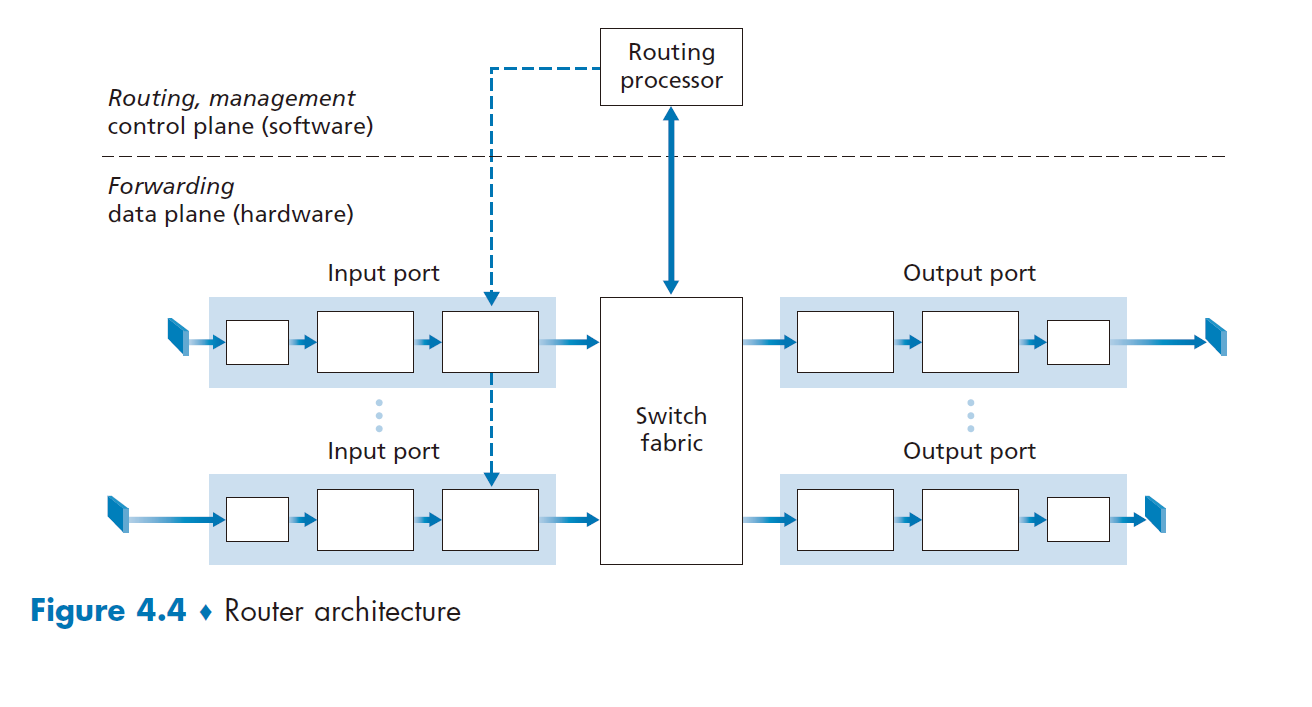 Routing
processor
Routing, management
control plane (software)
Forwarding
data plane (hardware)
Input port
Output port
Switch
fabric
Input port
Output port
Figure 4.4 ♦ Router architecture